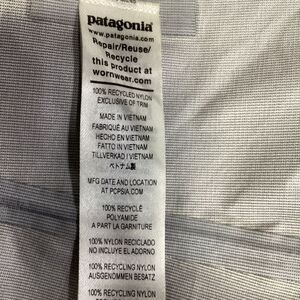 patagonia®
www.patagonia.com
Repair/Reuse/
Recycle
this product at
wornwear.com
100% RECYCLED NYLON
EXCLUSIVE OF TRIM
MADE IN VIETNAM
FABRIQUÉ AU VIETNAM
HECHO EN VIETNAM
FATTO IN VIETNAM
TILLVERKAD I VIETNAM
ベトナム製
MFG DATE AND LOCATION
AT PCPSIA.COM
100% RECYCLÉ
POLYAMIDE
A PART LA GARNITURE
100% NYLON RECICLADO
NO INCLUYE EL ADORNO
100% RECYCLING NYLON
AUSGENOMMEN BESATZ
100% RECYCLING NYLON